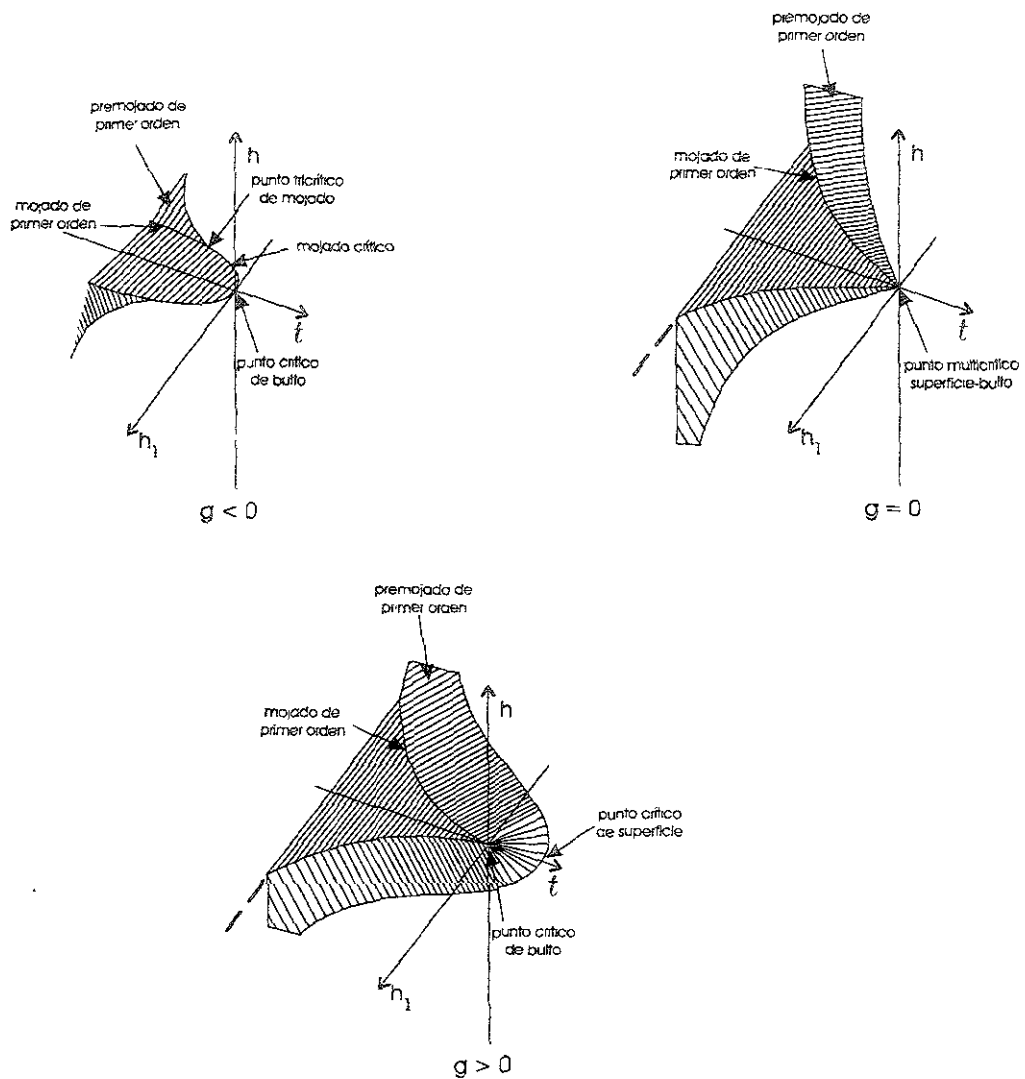 premojado de
primer orden
h
punto tricrítico
de mojado
mojado de
primer orden
mojado crítico
t
punto crítico
de bulto
h₁
g < 0
premojado de
primer orden
h
mojado de
primer orden
t
punto multicrítico
superficie-bulto
h₁
g = 0
premojado de
primer orden
h
mojado de
primer orden
punto crítico
de superficie
t
punto crítico
de bulto
h₁
g > 0